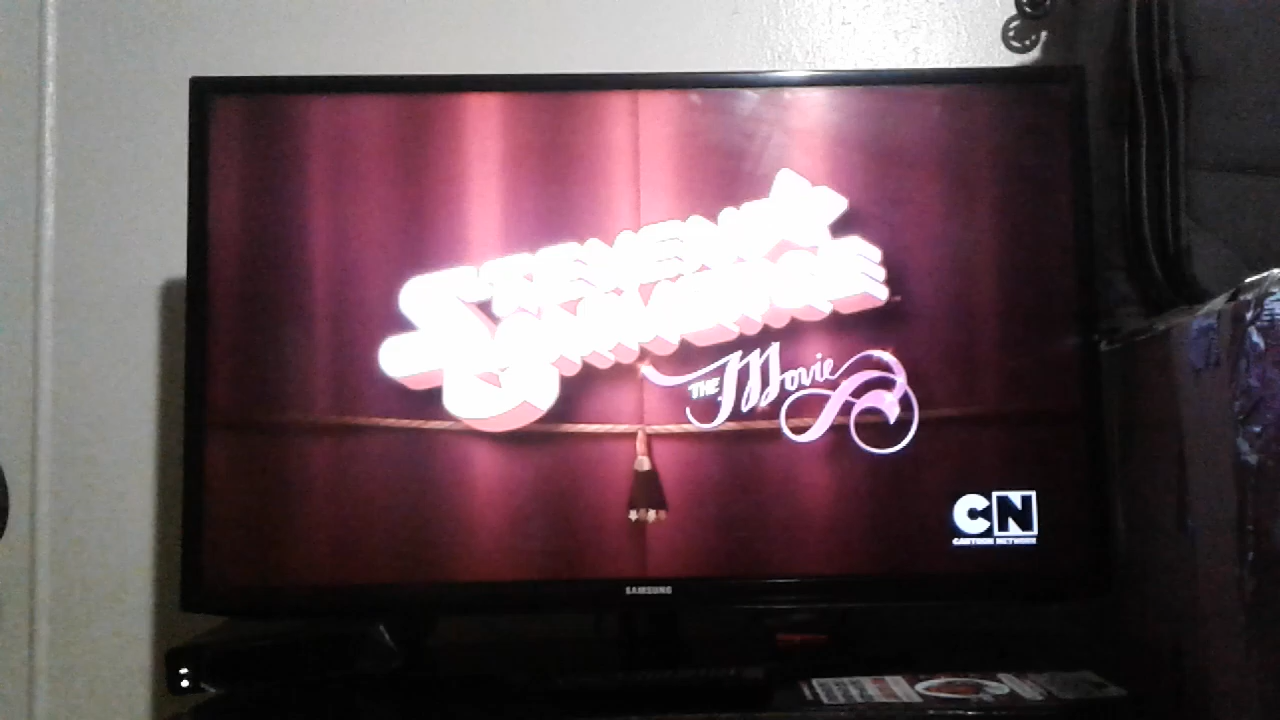 STEVEN
UNIVERSE
THE Movie
CN
CARTOON NETWORK
SAMSUNG